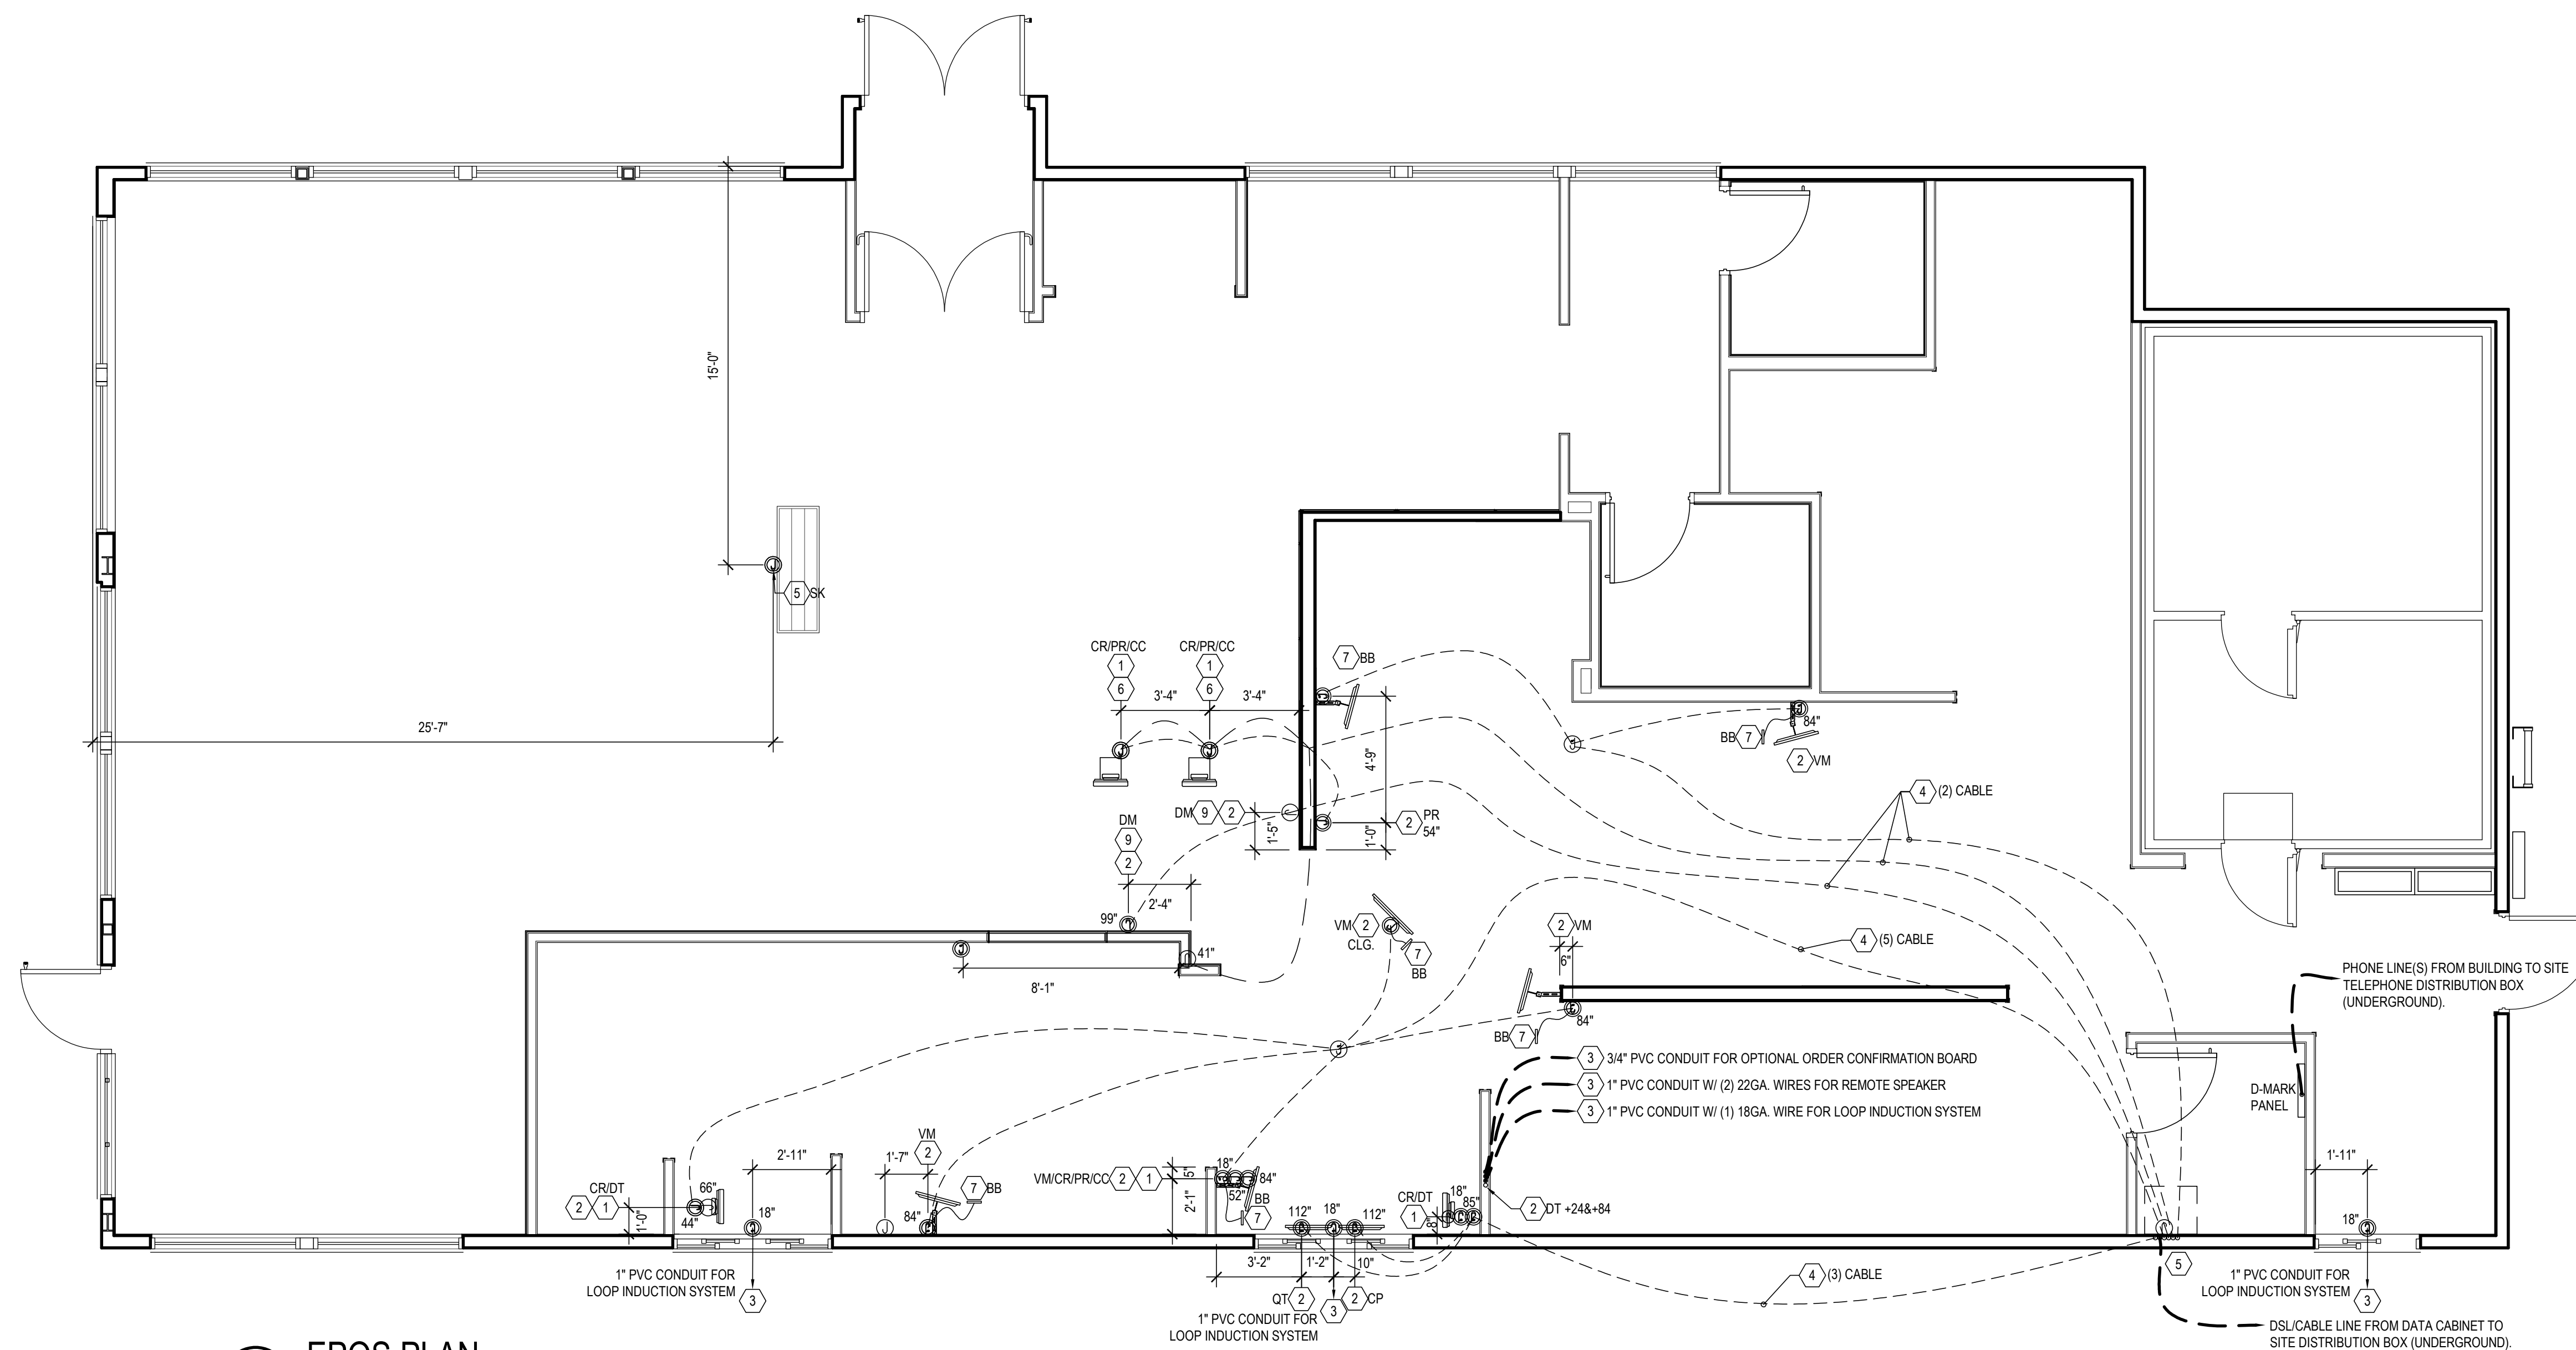 15'-0"
5 SK
25'-7"
CR/PR/CC
1
6
CR/PR/CC
1
6
3'-4"
3'-4"
7 BB
4'-9"
84"
BB 7
2 VM
4 (2) CABLE
DM 9 2
1'-5"
2 PR
54"
1'-0"
DM
9
2
2'-4"
99"
41"
8'-1"
VM 2
CLG.
7
BB
2 VM
6"
84"
BB 7
4 (5) CABLE
PHONE LINE(S) FROM BUILDING TO SITE
TELEPHONE DISTRIBUTION BOX
(UNDERGROUND).
3 3/4" PVC CONDUIT FOR OPTIONAL ORDER CONFIRMATION BOARD
3 1" PVC CONDUIT W/ (2) 22GA. WIRES FOR REMOTE SPEAKER
3 1" PVC CONDUIT W/ (1) 18GA. WIRE FOR LOOP INDUCTION SYSTEM
D-MARK
PANEL
CR/DT
2 1
1'-0"
66"
44"
2'-11"
18"
1'-7"
VM
2
84"
7 BB
VM/CR/PR/CC 2 1
5"
2'-1"
18"
84"
52"
BB
7
112"
18"
112"
CR/DT
1
8"
18"
85"
2 DT +24&+84
1'-11"
18"
3'-2"
1'-2"
10"
QT 2
3
2 CP
4 (3) CABLE
5
1" PVC CONDUIT FOR
LOOP INDUCTION SYSTEM
3
1" PVC CONDUIT FOR
LOOP INDUCTION SYSTEM
1" PVC CONDUIT FOR
LOOP INDUCTION SYSTEM
3
DSL/CABLE LINE FROM DATA CABINET TO
SITE DISTRIBUTION BOX (UNDERGROUND).
EPOS PLAN